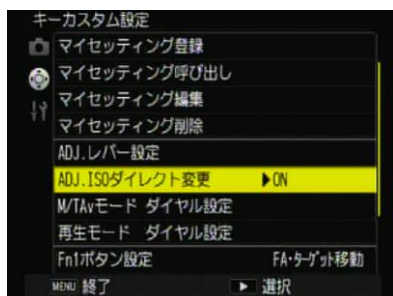 キーカスタム設定
マイセッティング登録
マイセッティング呼び出し
マイセッティング編集
マイセッティング削除
ADJ.レバー設定
ADJ.ISOダイレクト変更 ▶ON
M/TAvモード ダイヤル設定
再生モード ダイヤル設定
Fn1ボタン設定 FA・ターゲット移動
MENU 終了 ▶ 選択